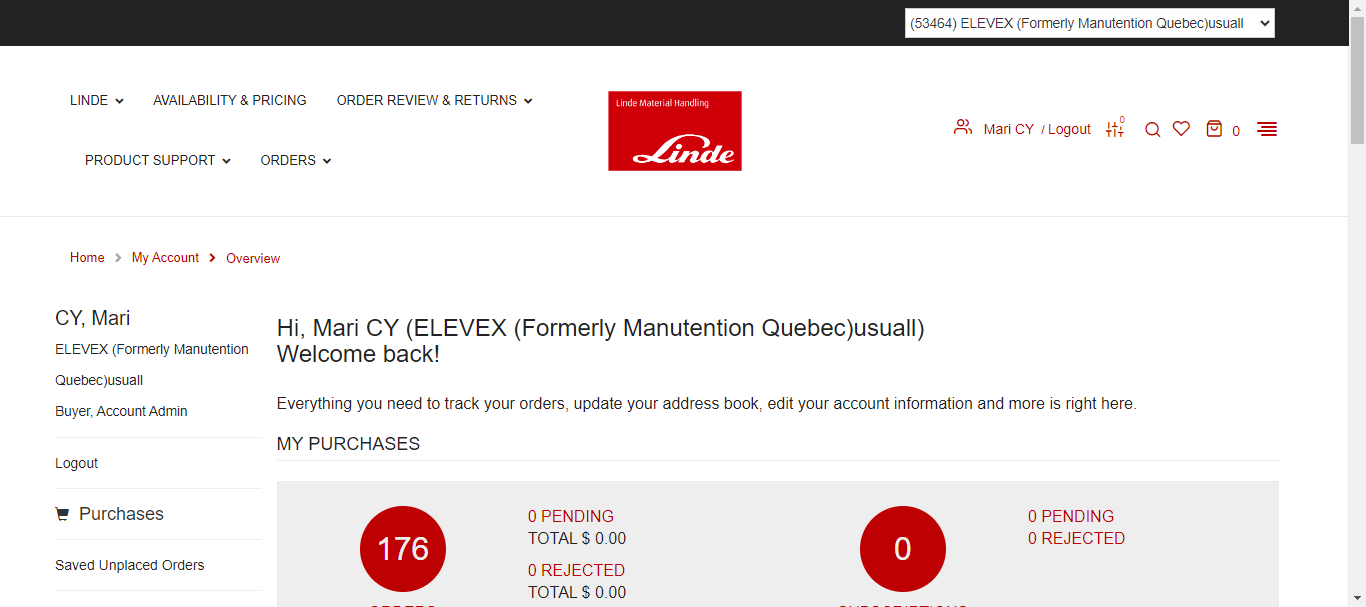 (53464) ELEVEX (Formerly Manutention Quebec)usuall
LINDE
AVAILABILITY & PRICING
ORDER REVIEW & RETURNS
PRODUCT SUPPORT
ORDERS
Linde Material Handling
Linde
Mari CY / Logout
0
0
Home
My Account
Overview
CY, Mari
ELEVEX (Formerly Manutention
Quebec)usuall
Buyer, Account Admin
Logout
Purchases
Saved Unplaced Orders
Hi, Mari CY (ELEVEX (Formerly Manutention Quebec)usuall)
Welcome back!
Everything you need to track your orders, update your address book, edit your account information and more is right here.
MY PURCHASES
176
0 PENDING
TOTAL $ 0.00
0 REJECTED
TOTAL $ 0.00
0
0 PENDING
0 REJECTED